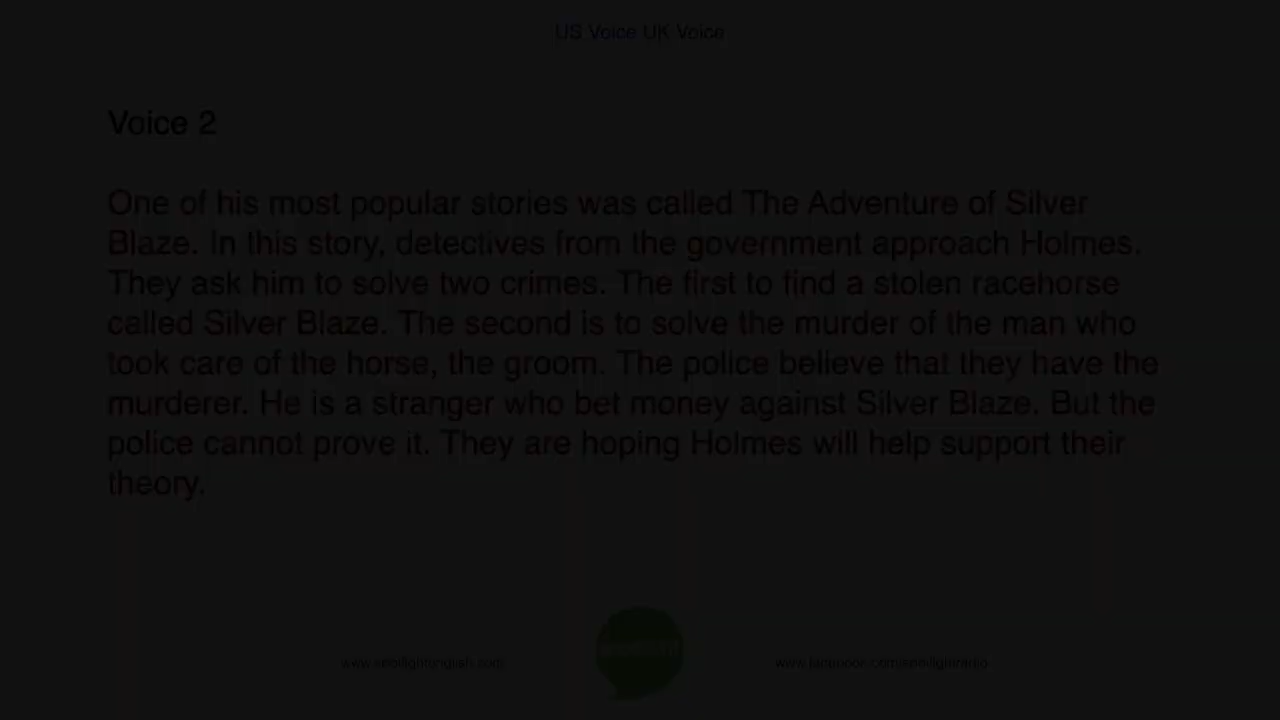 US Voice UK Voice
Voice 2
One of his most popular stories was called The Adventure of Silver
Blaze. In this story, detectives from the government approach Holmes.
They ask him to solve two crimes. The first to find a stolen racehorse
called Silver Blaze. The second is to solve the murder of the man who
took care of the horse, the groom. The police believe that they have the
murderer. He is a stranger who bet money against Silver Blaze. But the
police cannot prove it. They are hoping Holmes will help support their
theory.